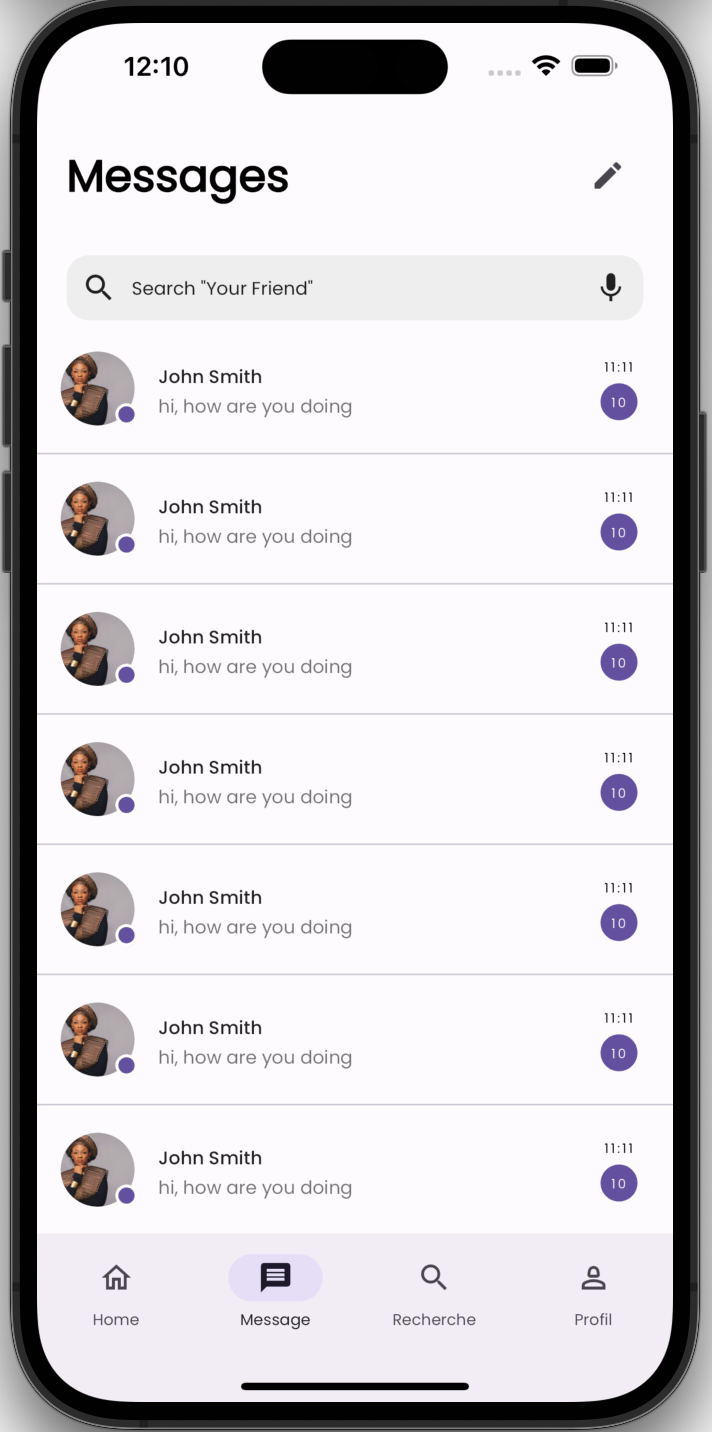 12:10
Messages
Search "Your Friend"
John Smith
11:11
hi, how are you doing
10
John Smith
11:11
hi, how are you doing
10
John Smith
11:11
hi, how are you doing
10
John Smith
11:11
hi, how are you doing
10
John Smith
11:11
hi, how are you doing
10
John Smith
11:11
hi, how are you doing
10
John Smith
11:11
hi, how are you doing
10
Home Message Recherche Profil